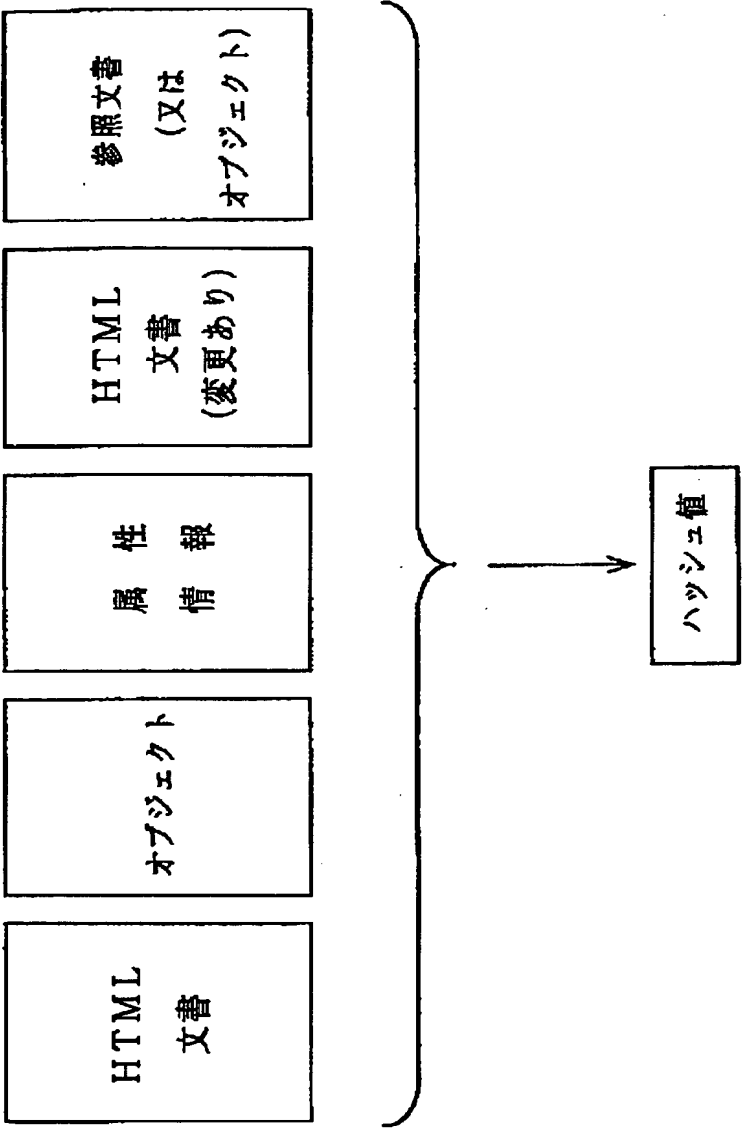 HTML
文書
オブジェクト
属 性
情 報
HTML
文書
(変更あり)
参照文書
(又は
オブジェクト)
ハッシュ値